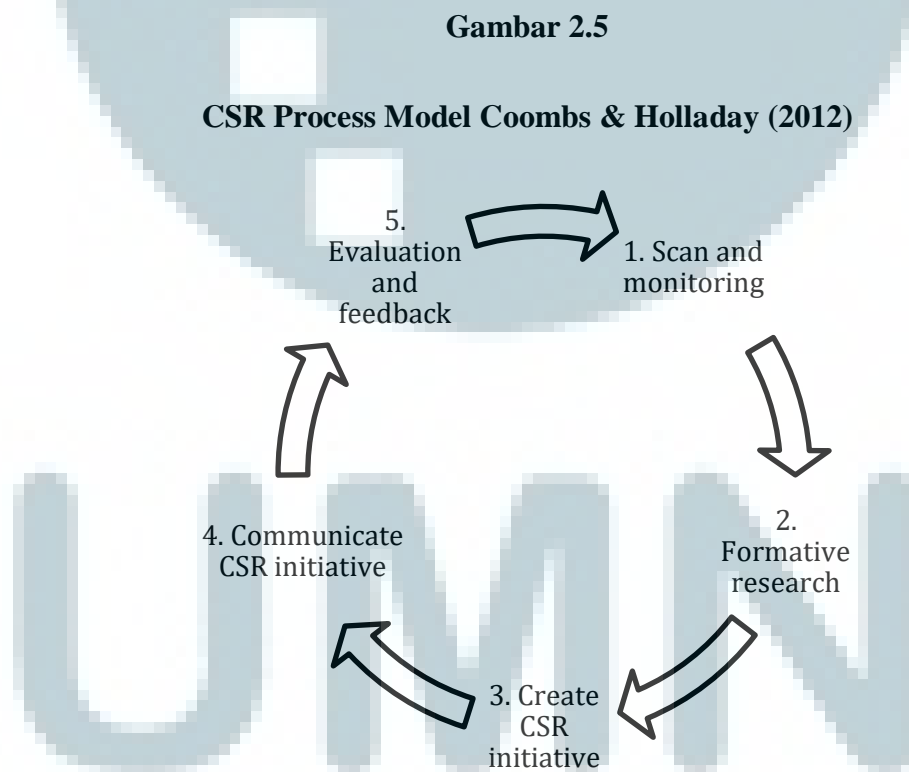 Gambar 2.5
CSR Process Model Coombs & Holladay (2012)
5.
Evaluation
and
feedback
1. Scan and
monitoring
2.
Formative
research
3. Create
CSR
initiative
4. Communicate
CSR initiative
UMN